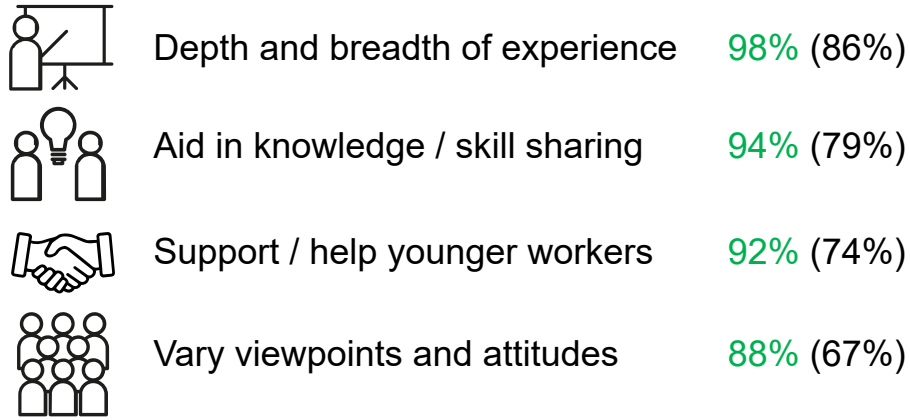 Depth and breadth of experience 98% (86%)
Aid in knowledge / skill sharing 94% (79%)
Support / help younger workers 92% (74%)
Vary viewpoints and attitudes 88% (67%)